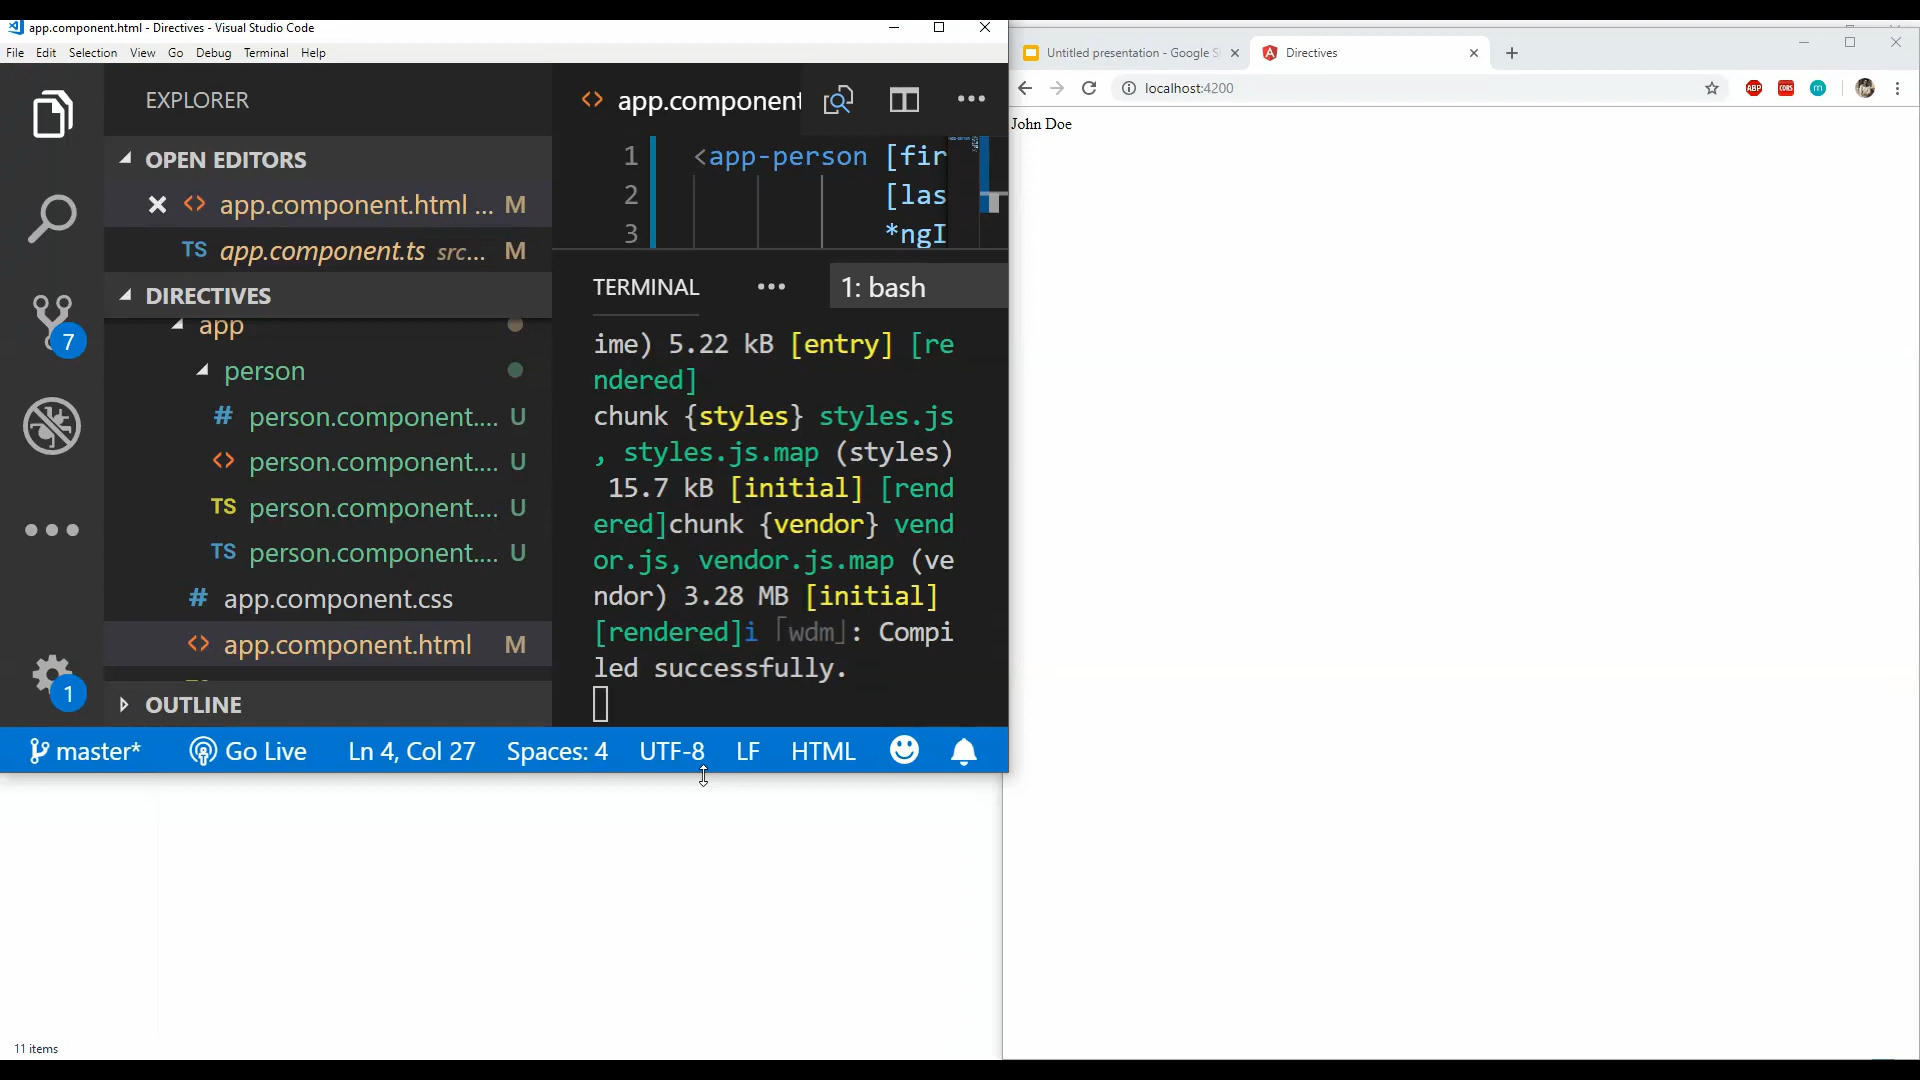 app.component.html - Directives - Visual Studio Code
File Edit Selection View Go Debug Terminal Help
EXPLORER
OPEN EDITORS
app.component.html ... M
app.component.ts src... M
DIRECTIVES
app
person
person.component.... U
person.component.... U
person.component.... U
person.component.... U
app.component.css
app.component.html M
OUTLINE
7
1
app.component
1 <app-person [fir
2 [las
3 *ngI
TERMINAL ... 1: bash
ime) 5.22 kB [entry] [re
ndered]
chunk {styles} styles.js
, styles.js.map (styles)
15.7 kB [initial] [rend
ered]chunk {vendor} vend
or.js, vendor.js.map (ve
ndor) 3.28 MB [initial]
[rendered]i ｢wdm｣: Compi
led successfully.
master* Go Live Ln 4, Col 27 Spaces: 4 UTF-8 LF HTML
11 items
Untitled presentation - Google S
Directives
localhost:4200
ABP
CORS
m
John Doe